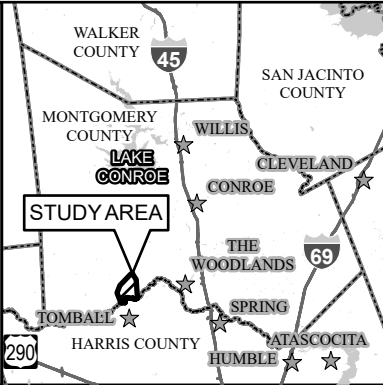 WALKER
COUNTY
45
SAN JACINTO
COUNTY
MONTGOMERY
COUNTY
WILLIS
LAKE
CONROE
CLEVELAND
CONROE
STUDY AREA
THE
WOODLANDS
69
TOMBALL
SPRING
290
HARRIS COUNTY
ATASCOCITA
HUMBLE